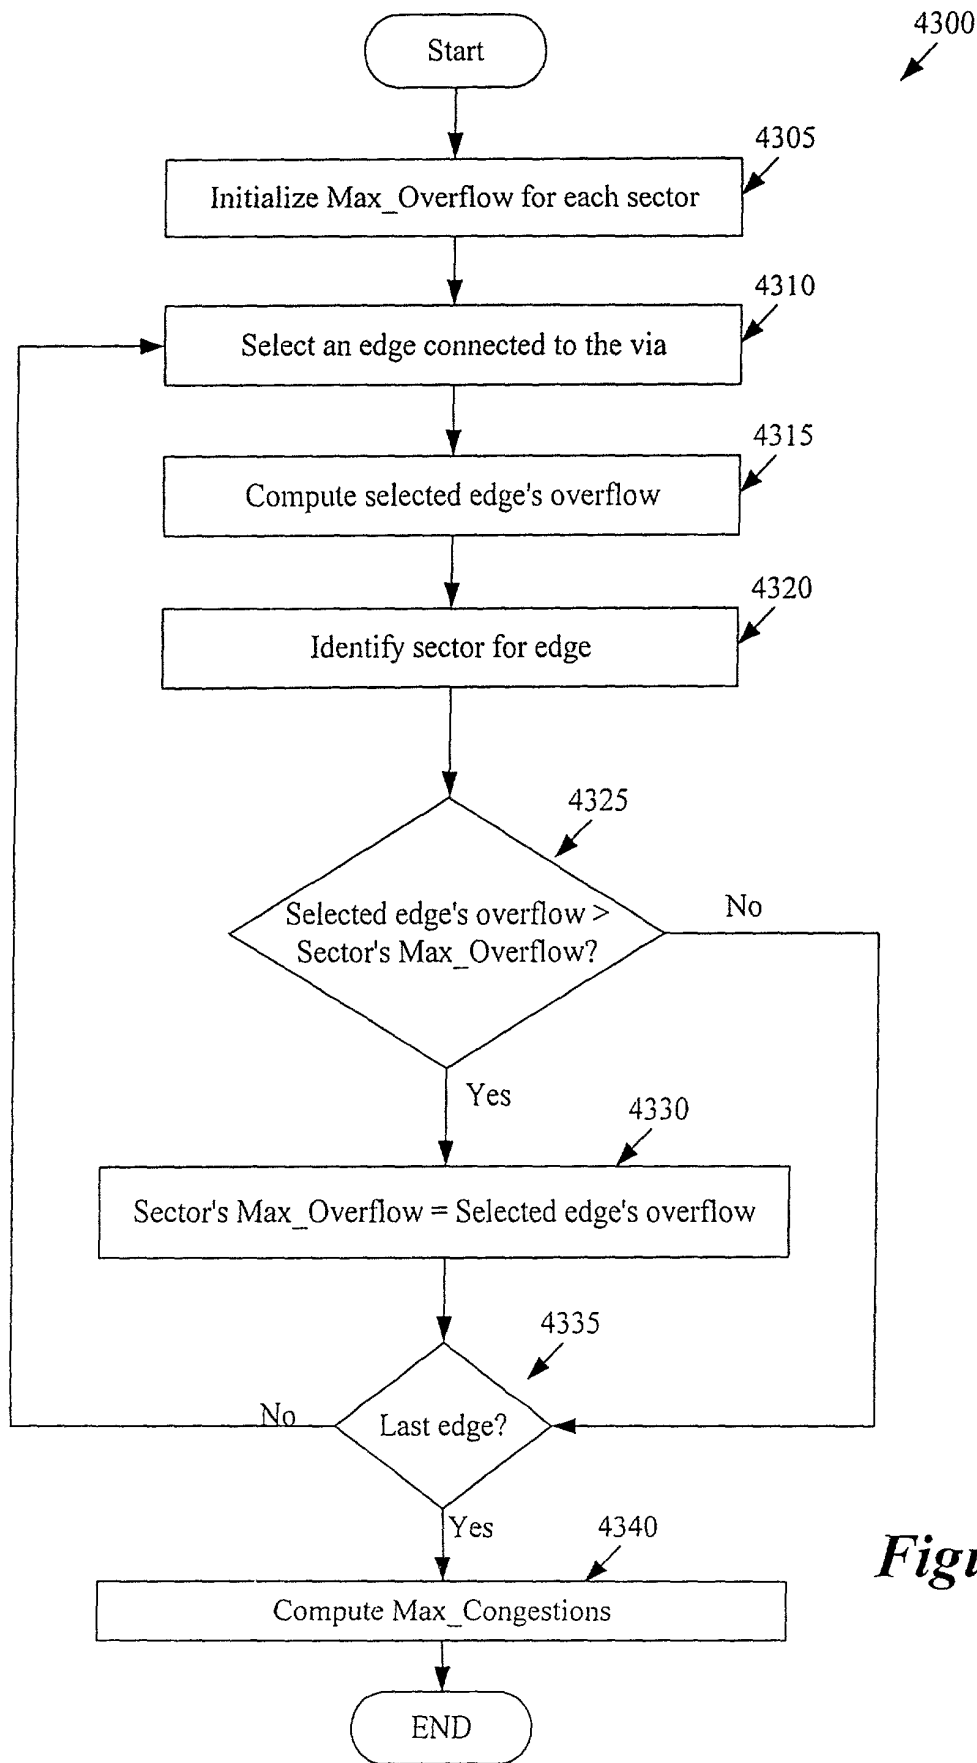 4300
Start
4305
Initialize Max_Overflow for each sector
4310
Select an edge connected to the via
4315
Compute selected edge's overflow
4320
Identify sector for edge
4325
Selected edge's overflow >
Sector's Max_Overflow?
No
Yes
4330
Sector's Max_Overflow = Selected edge's overflow
4335
No
Last edge?
Yes
4340
Compute Max_Congestions
END
Figu